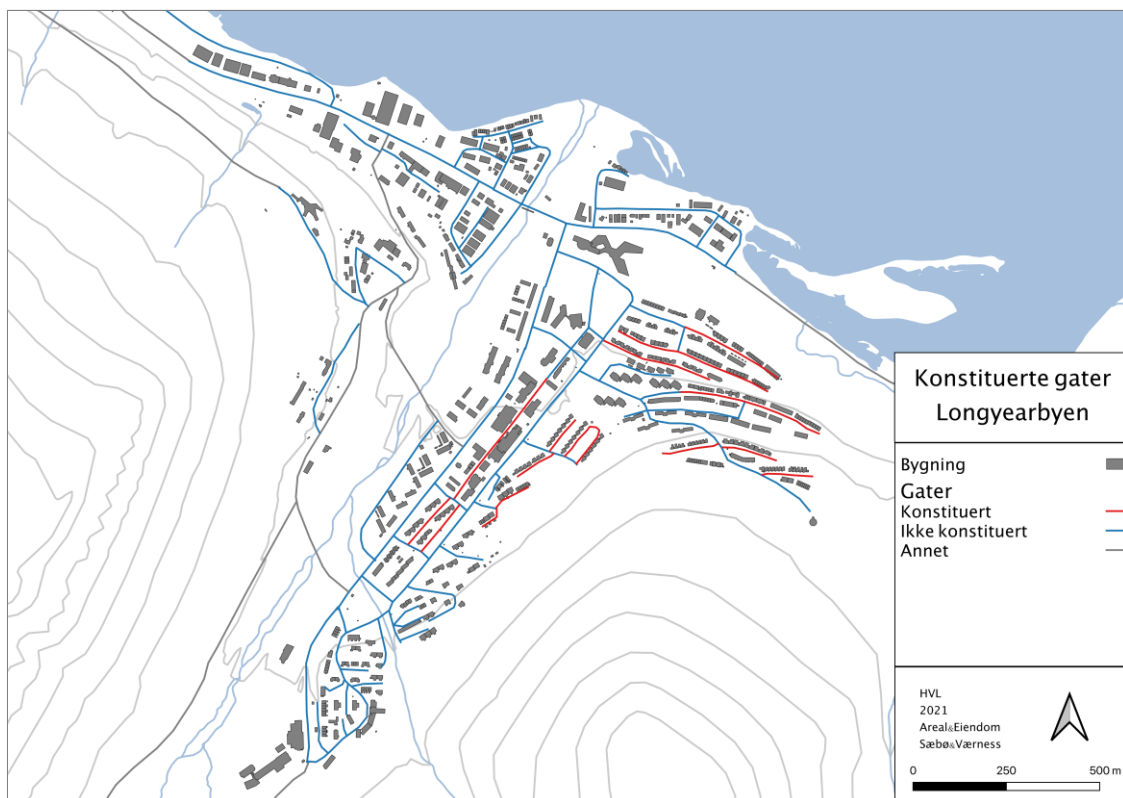 Konstituerte gater
Longyearbyen
Bygning
Gater
Konstituert
Ikke konstituert
Annet
HVL
2021
Areal&Eiendom
Sæbø&Værness
0 250 500 m